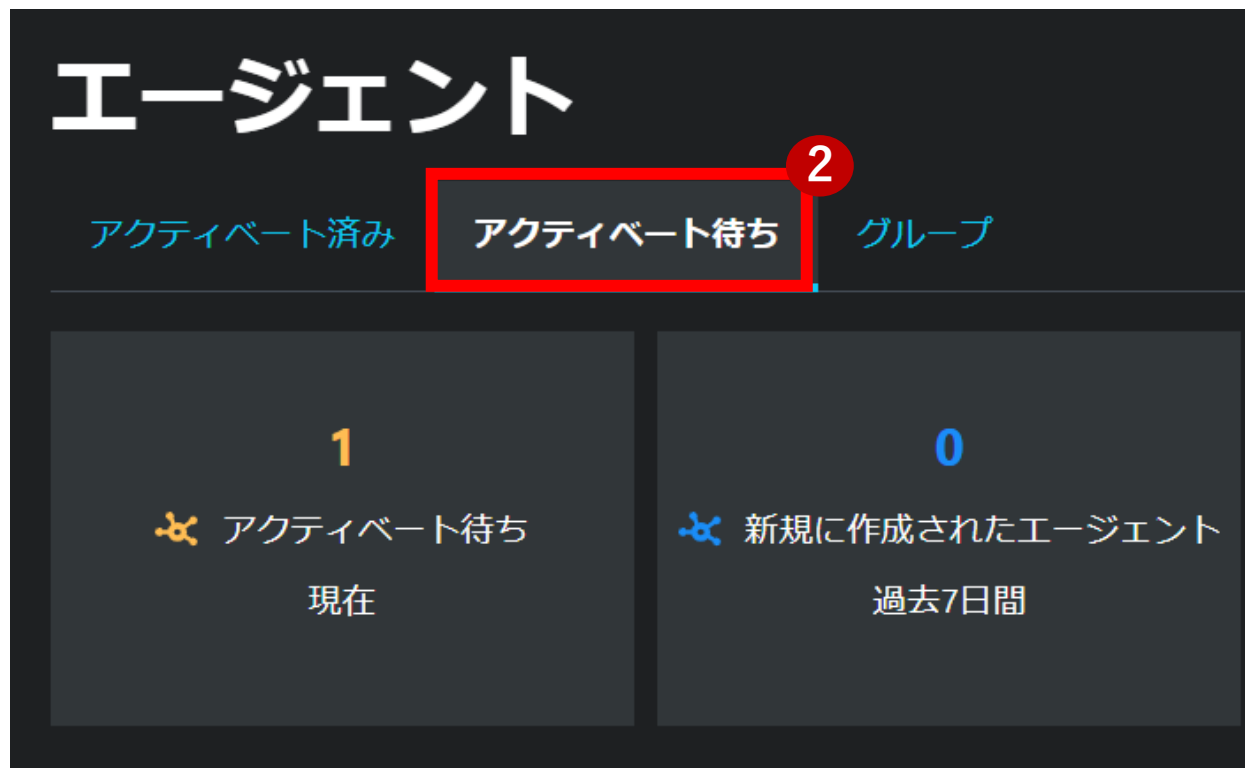 エージェント
2
アクティベート済み アクティベート待ち グループ
1
アクティベート待ち
現在
0
新規に作成されたエージェント
過去7日間